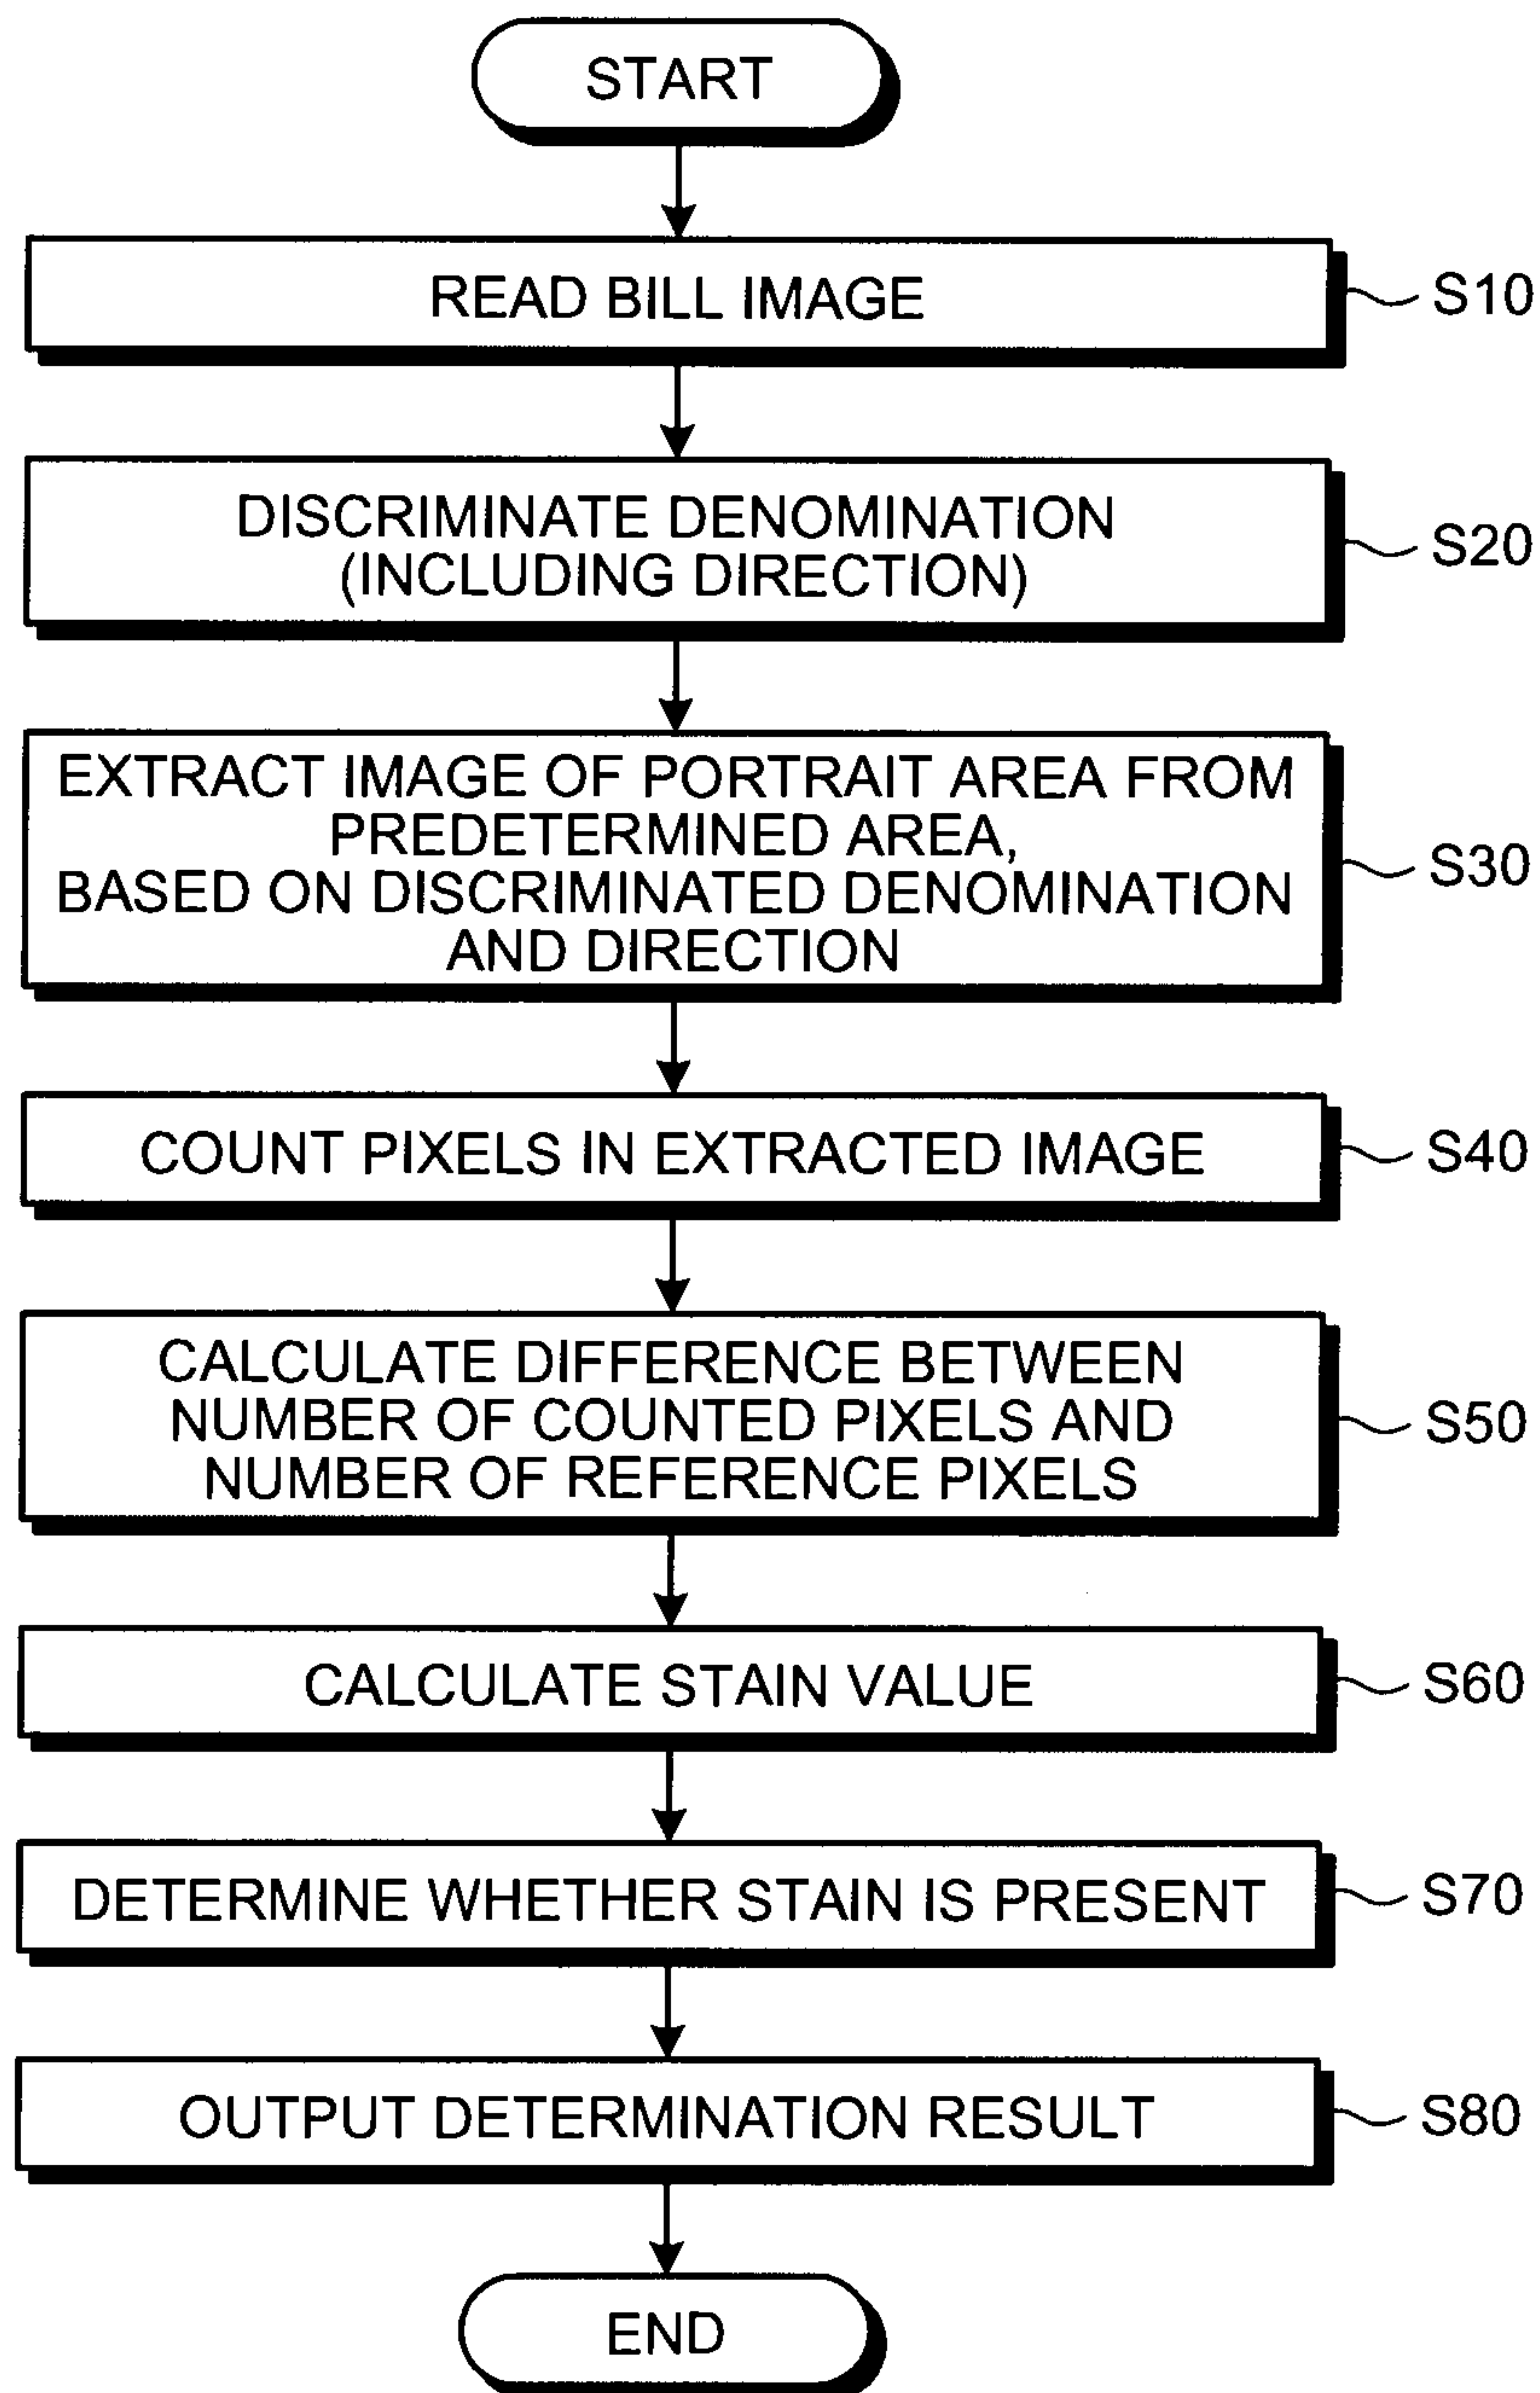 START
READ BILL IMAGE
S10
DISCRIMINATE DENOMINATION
(INCLUDING DIRECTION)
S20
EXTRACT IMAGE OF PORTRAIT AREA FROM
PREDETERMINED AREA,
BASED ON DISCRIMINATED DENOMINATION
AND DIRECTION
S30
COUNT PIXELS IN EXTRACTED IMAGE
S40
CALCULATE DIFFERENCE BETWEEN
NUMBER OF COUNTED PIXELS AND
NUMBER OF REFERENCE PIXELS
S50
CALCULATE STAIN VALUE
S60
DETERMINE WHETHER STAIN IS PRESENT
S70
OUTPUT DETERMINATION RESULT
S80
END